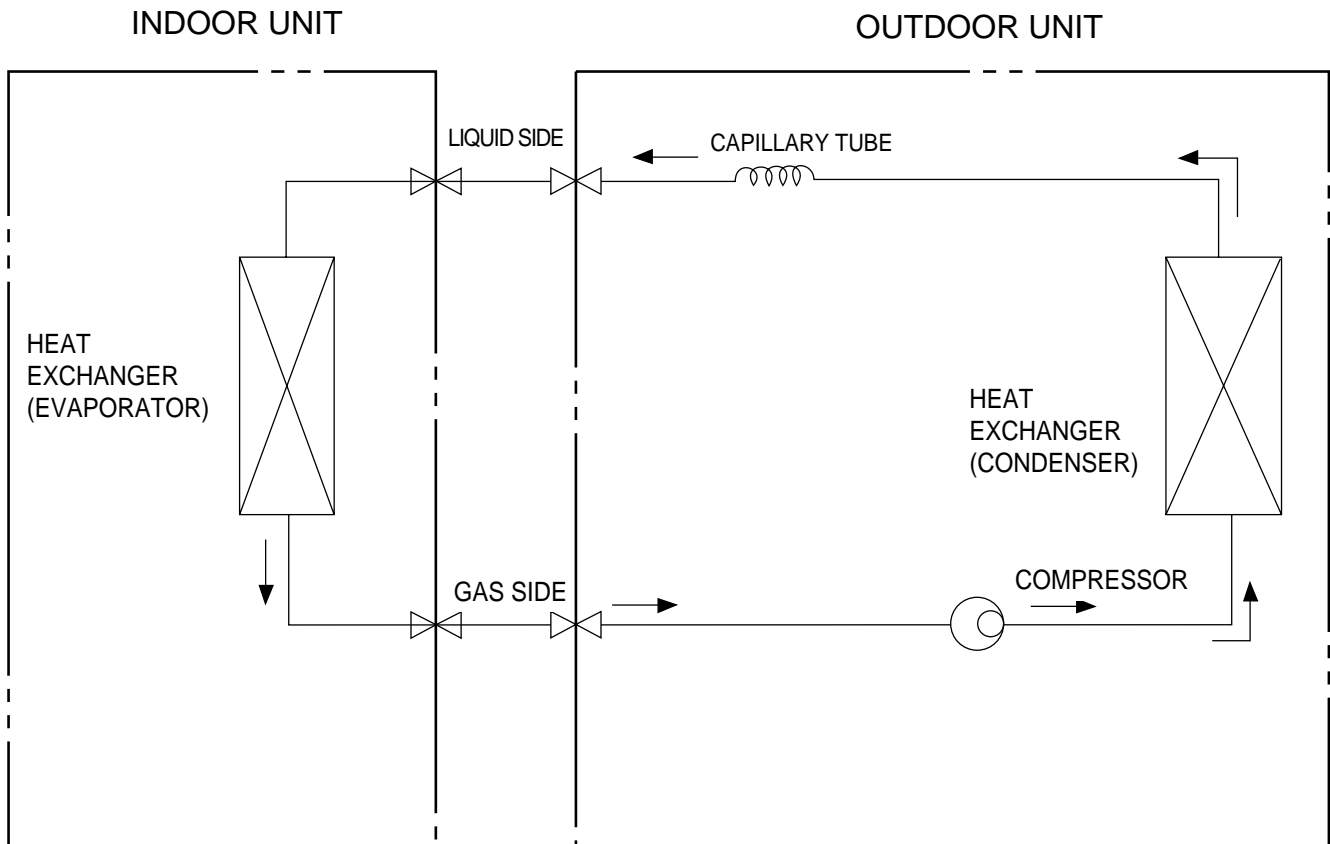 INDOOR UNIT
OUTDOOR UNIT
LIQUID SIDE
CAPILLARY TUBE
HEAT
EXCHANGER
(EVAPORATOR)
HEAT
EXCHANGER
(CONDENSER)
GAS SIDE
COMPRESSOR